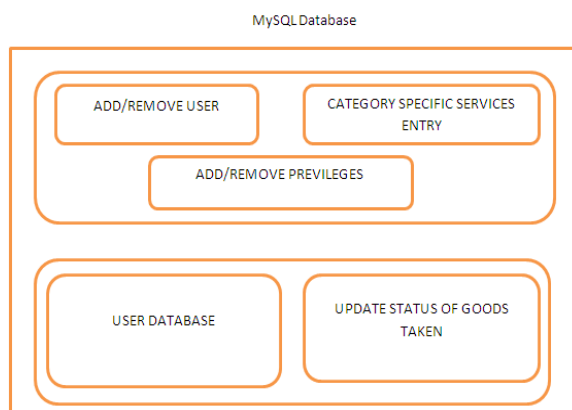 MySQL Database
ADD/REMOVE USER
CATEGORY SPECIFIC SERVICES
ENTRY
ADD/REMOVE PREVILEGES
USER DATABASE
UPDATE STATUS OF GOODS
TAKEN